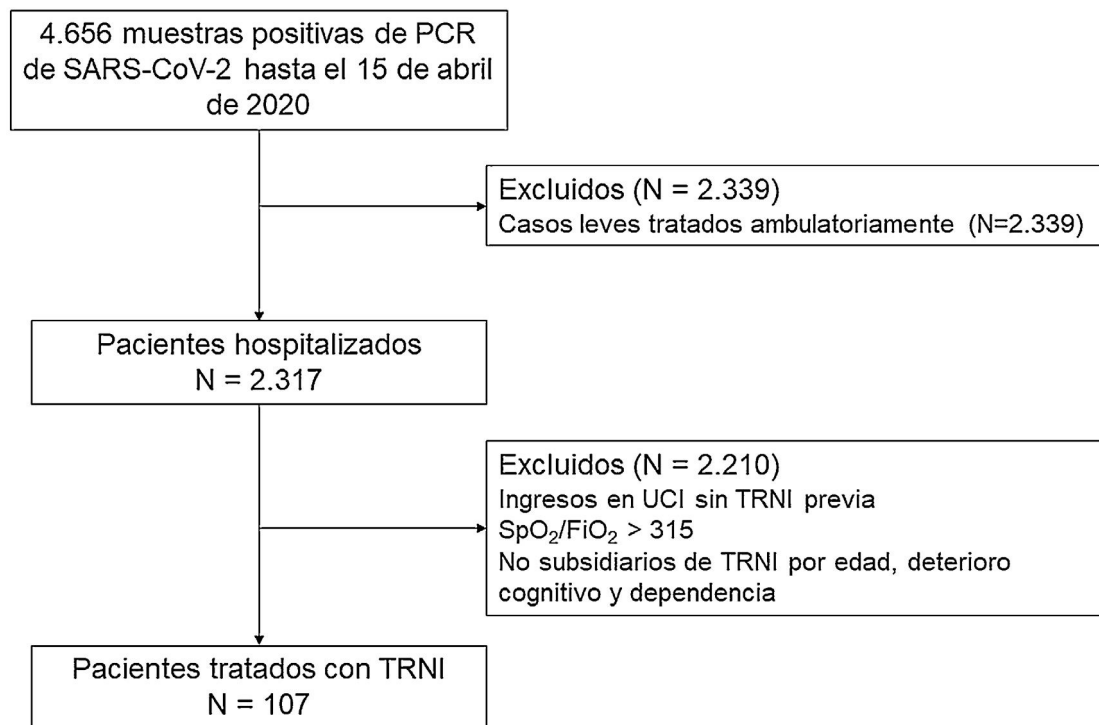 4.656 muestras positivas de PCR
de SARS-CoV-2 hasta el 15 de abril
de 2020
Excluidos (N = 2.339)
Casos leves tratados ambulatoriamente (N=2.339)
Pacientes hospitalizados
N = 2.317
Excluidos (N = 2.210)
Ingresos en UCI sin TRNI previa
SpO₂/FiO₂ > 315
No subsidiarios de TRNI por edad, deterioro
cognitivo y dependencia
Pacientes tratados con TRNI
N = 107